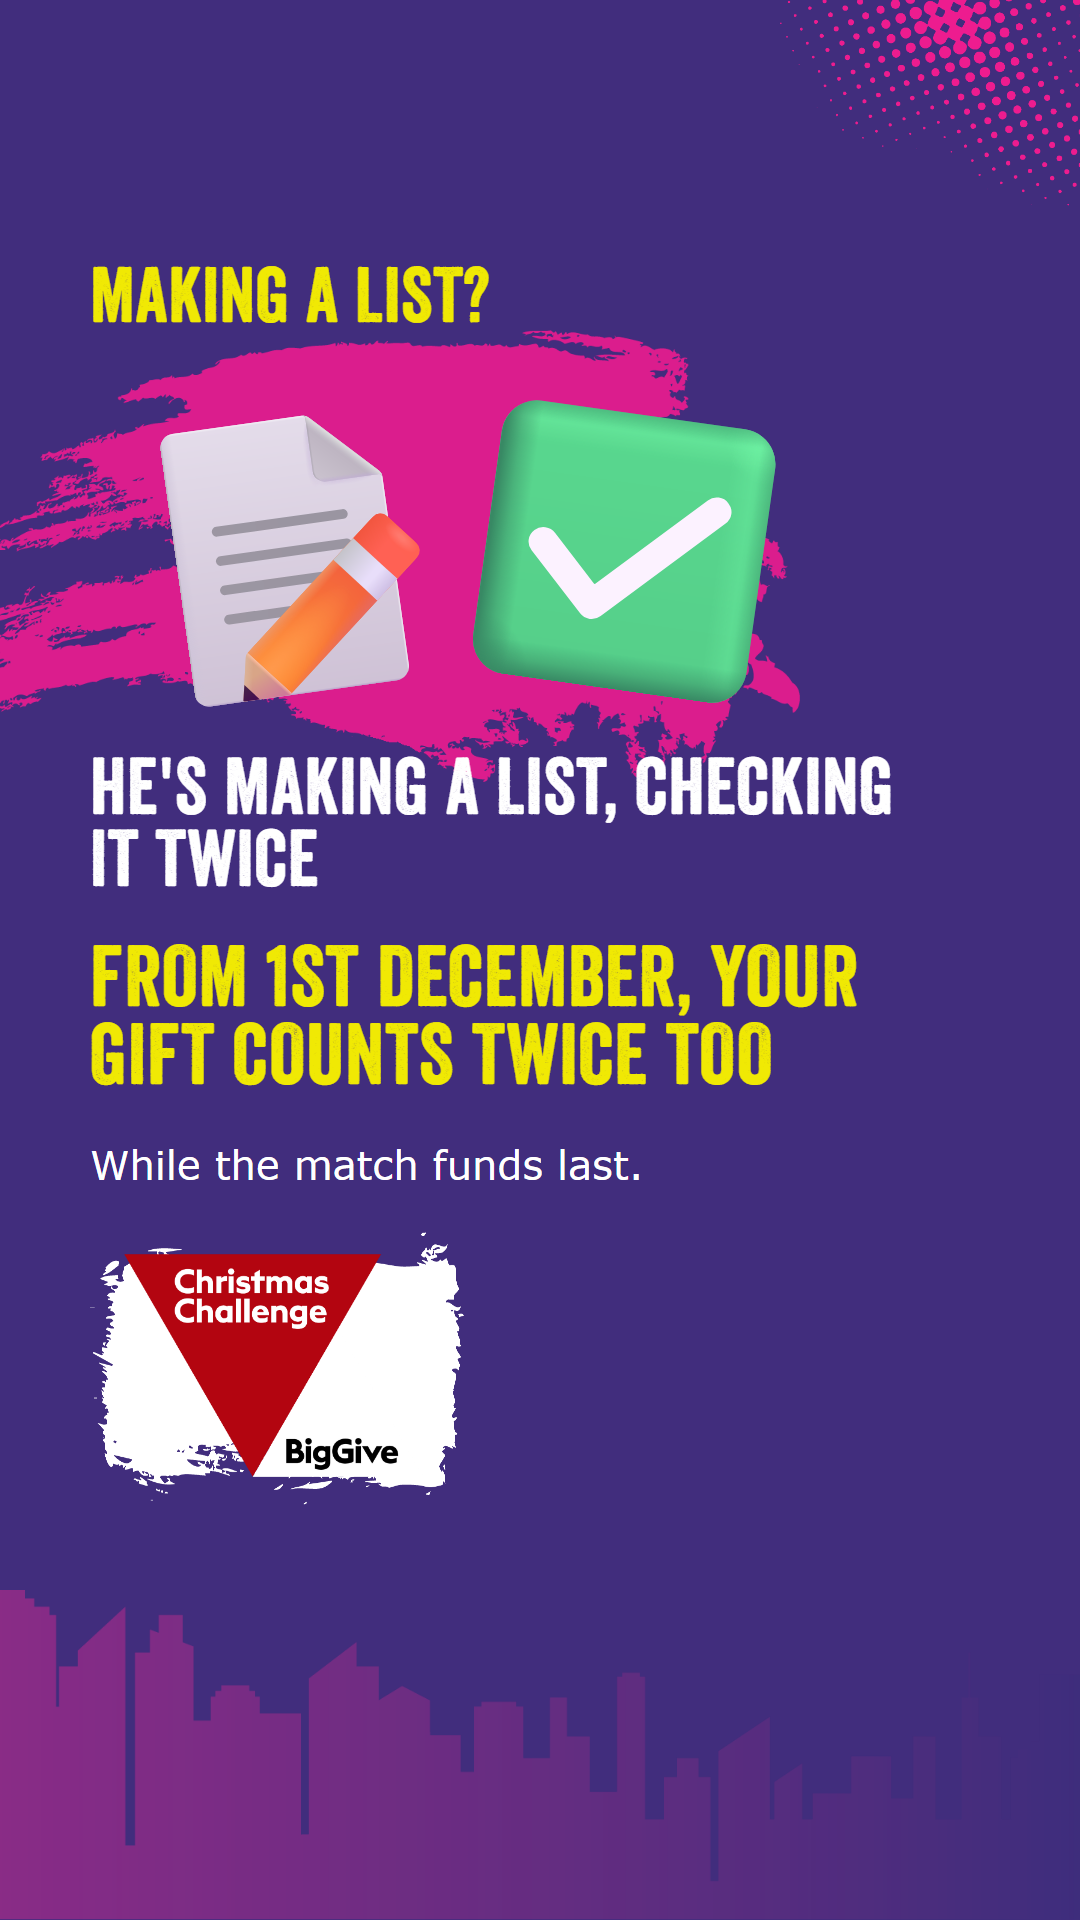 MAKING A LIST?
HE'S MAKING A LIST, CHECKING
IT TWICE
FROM 1ST DECEMBER, YOUR
GIFT COUNTS TWICE TOO
While the match funds last.
Christmas
Challenge
BigGive